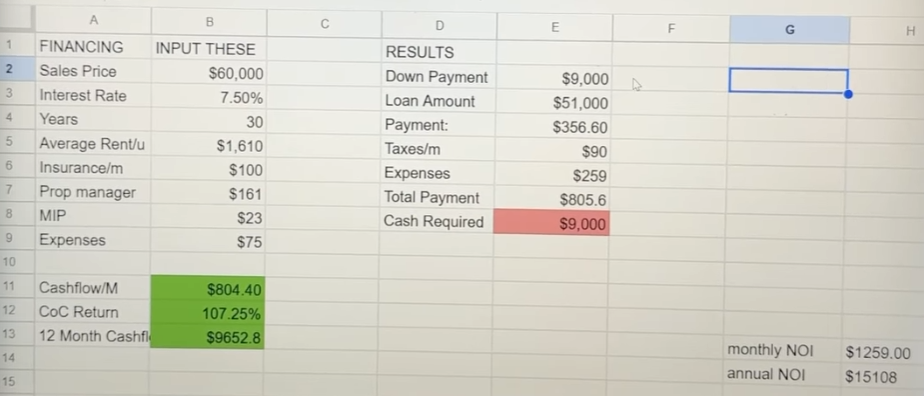 A B C D E F G H
1 FINANCING INPUT THESE RESULTS
2 Sales Price $60,000 Down Payment $9,000
3 Interest Rate 7.50% Loan Amount $51,000
4 Years 30 Payment: $356.60
5 Average Rent/u $1,610 Taxes/m $90
6 Insurance/m $100 Expenses $259
7 Prop manager $161 Total Payment $805.6
8 MIP $23 Cash Required $9,000
9 Expenses $75
10
11 Cashflow/M $804.40
12 CoC Return 107.25%
13 12 Month Cashfl $9652.8
14 monthly NOI $1259.00
15 annual NOI $15108